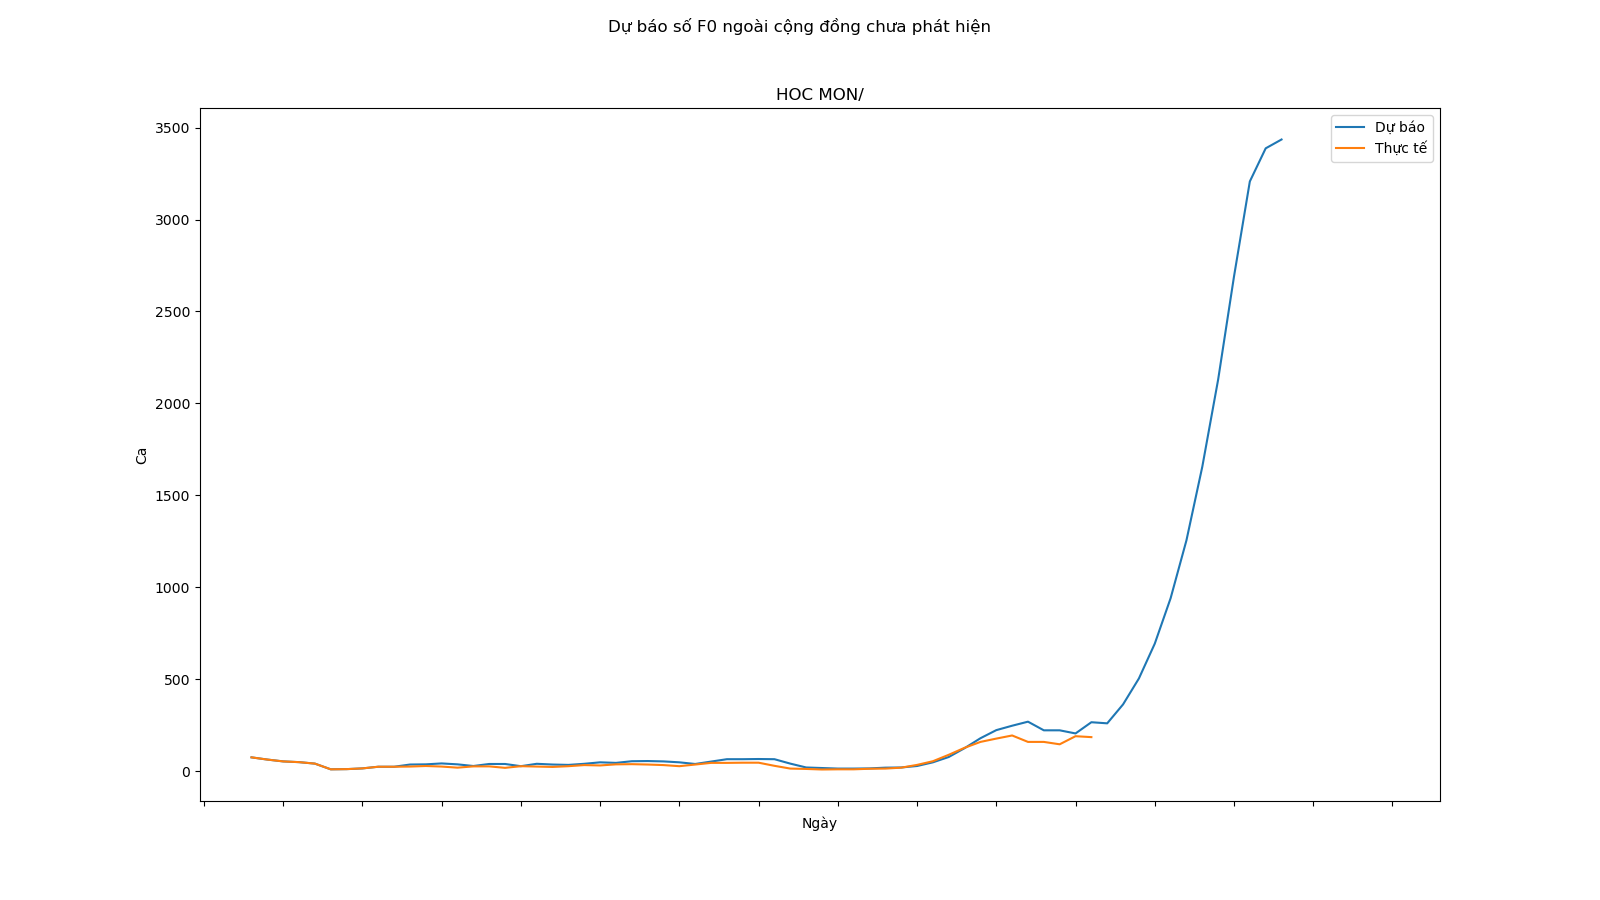 Dự báo số F0 ngoài cộng đồng chưa phát hiện
HOC MON/
Dự báo
Thực tế
3500
3000
2500
2000
1500
1000
500
0
Ca
Ngày